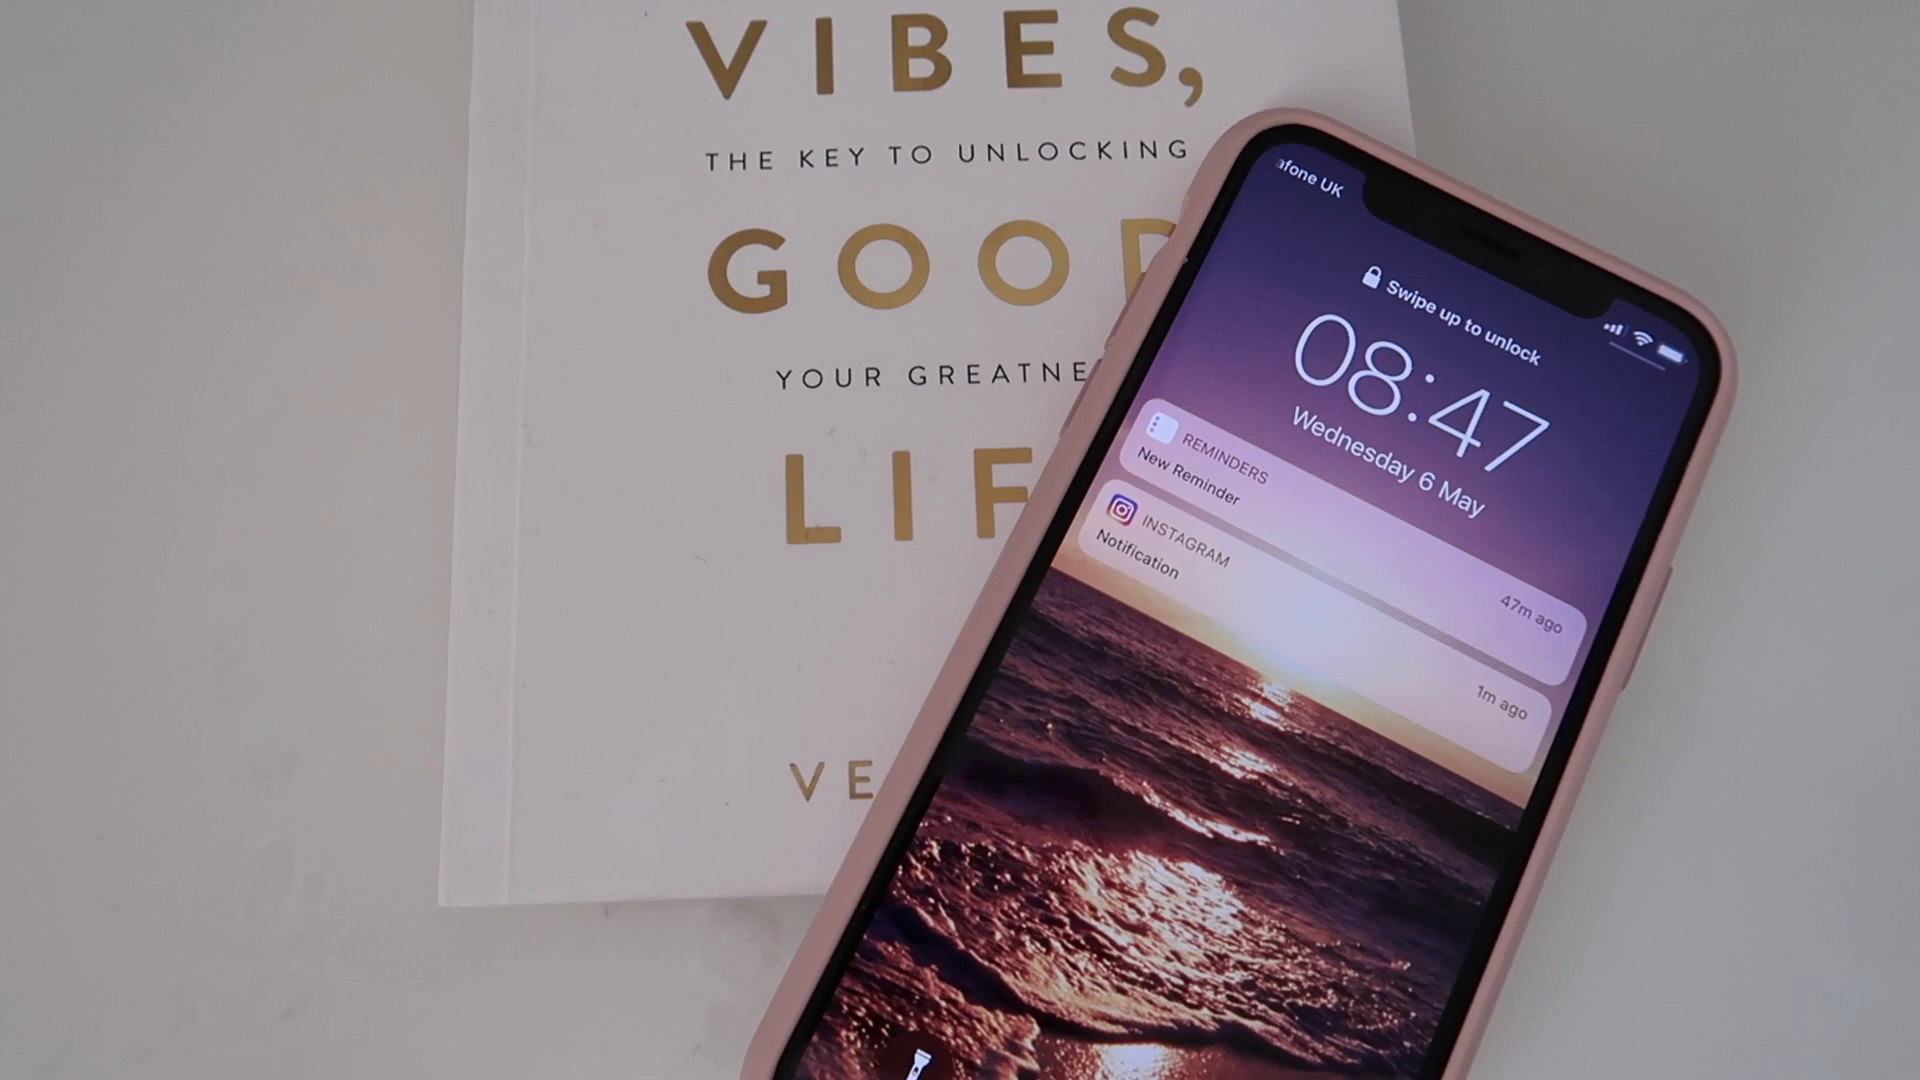 VIBES,
THE KEY TO UNLOCKING
GOOD
YOUR GREATNE
LIF
VE
afone UK
Swipe up to unlock
08:47
Wednesday 6 May
REMINDERS
New Reminder
47m ago
INSTAGRAM
Notification
1m ago